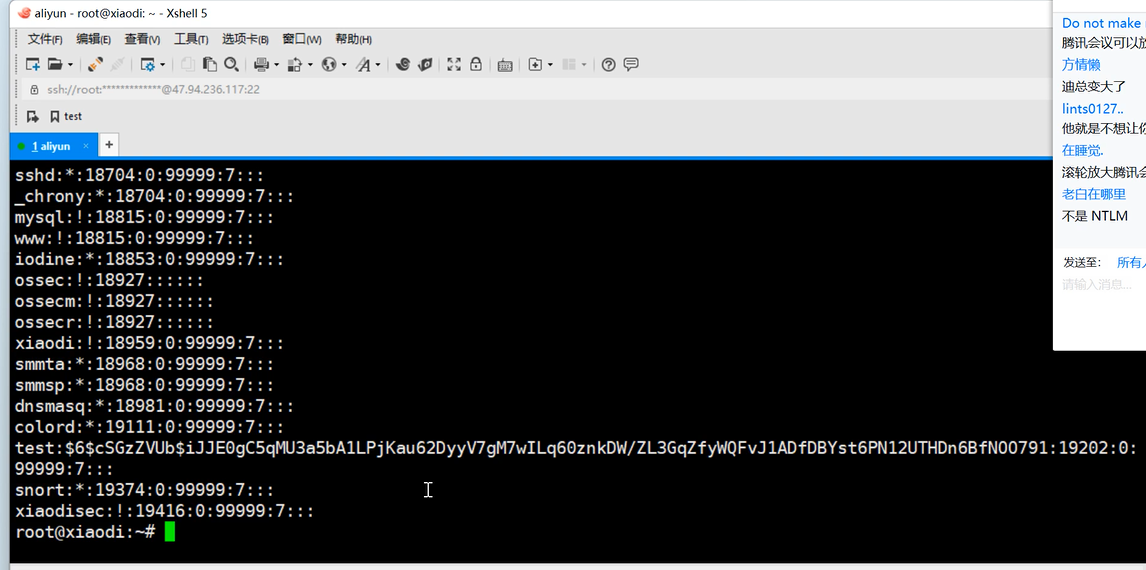 aliyun - root@xiaodi: ~ - Xshell 5
文件(F) 编辑(E) 查看(V) 工具(T) 选项卡(B) 窗口(W) 帮助(H)
ssh://root:*************@47.94.236.117:22
test
1 aliyun × +
sshd:*:18704:0:99999:7:::
_chrony:*:18704:0:99999:7:::
mysql:!:18815:0:99999:7:::
www:!:18815:0:99999:7:::
iodine:*:18853:0:99999:7:::
ossec:!:18927::::::
ossecm:!:18927::::::
ossecr:!:18927::::::
xiaodi:!:18959:0:99999:7:::
smmta:*:18968:0:99999:7:::
smmsp:*:18968:0:99999:7:::
dnsmasq:*:18981:0:99999:7:::
colord:*:19111:0:99999:7:::
test:$6$cSGzZVUb$iJJE0gC5qMU3a5bA1LPjKau62DyyV7gM7wILq60znkDW/ZL3GqZfyWQFvJ1ADfDBYst6PN12UTHDn6BfNOO791:19202:0:
99999:7:::
snort:*:19374:0:99999:7:::
xiaodisec:!:19416:0:99999:7:::
root@xiaodi:~#
Do not make
腾讯会议可以放
方情懒
迪总变大了
lints0127..
他就是不想让你
在睡觉.
滚轮放大腾讯会
老白在哪里
不是 NTLM
发送至: 所有人
请输入消息...